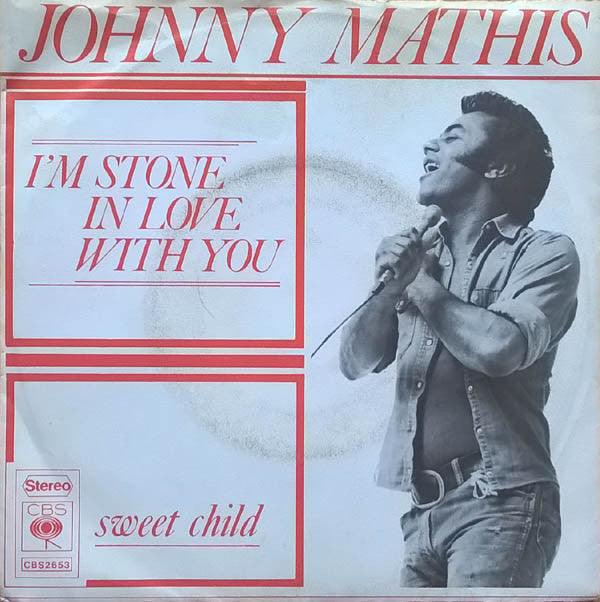 JOHNNY MATHIS
I'M STONE
IN LOVE
WITH YOU
sweet child
Stereo
CBS
CBS2653